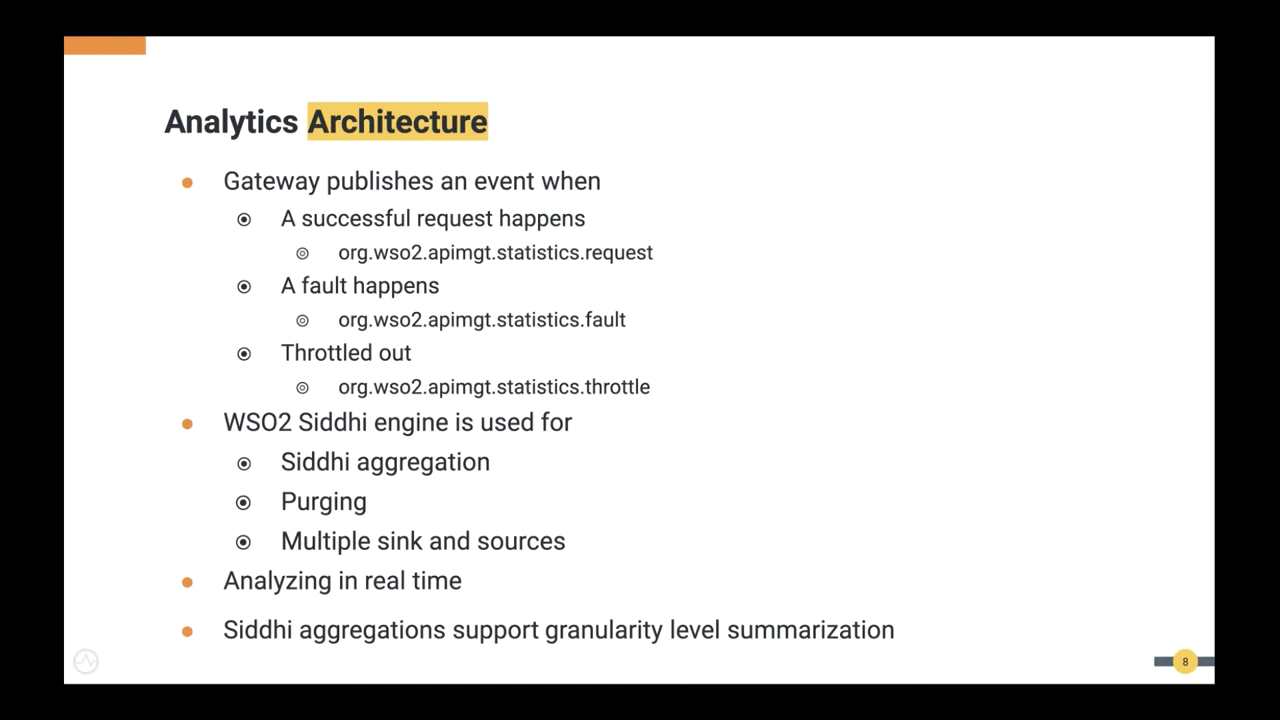 Analytics Architecture
Gateway publishes an event when
A successful request happens
org.wso2.apimgt.statistics.request
A fault happens
org.wso2.apimgt.statistics.fault
Throttled out
org.wso2.apimgt.statistics.throttle
WSO2 Siddhi engine is used for
Siddhi aggregation
Purging
Multiple sink and sources
Analyzing in real time
Siddhi aggregations support granularity level summarization
8